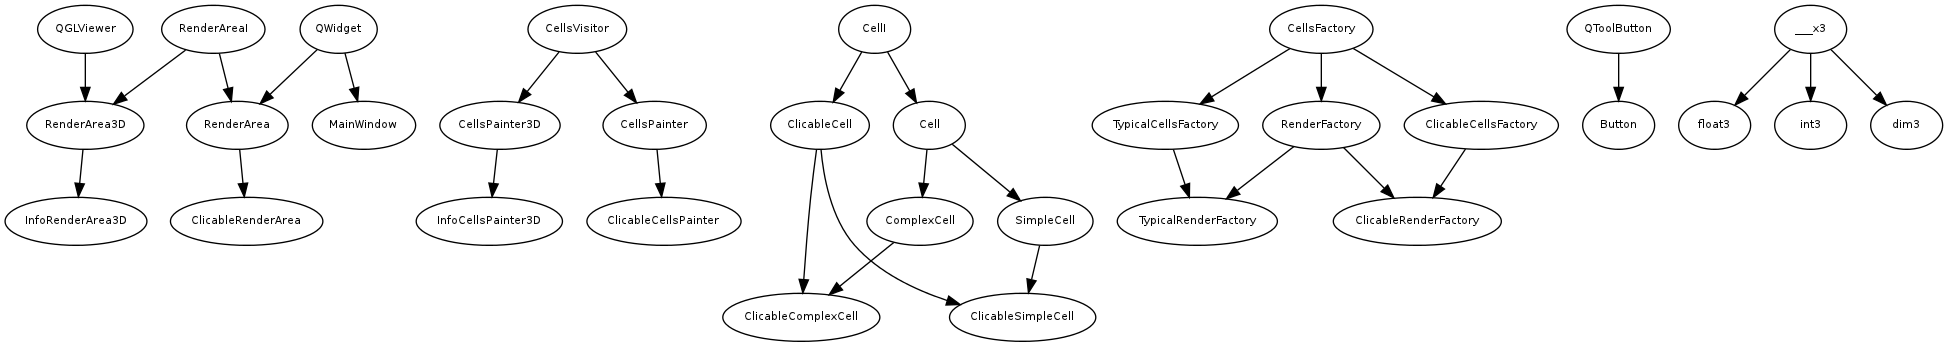 QGLViewer
RenderAreaI
QWidget
CellsVisitor
CellI
CellsFactory
QToolButton
___x3
RenderArea3D
RenderArea
MainWindow
CellsPainter3D
CellsPainter
ClicableCell
Cell
TypicalCellsFactory
RenderFactory
ClicableCellsFactory
Button
float3
int3
dim3
InfoRenderArea3D
ClicableRenderArea
InfoCellsPainter3D
ClicableCellsPainter
ComplexCell
SimpleCell
TypicalRenderFactory
ClicableRenderFactory
ClicableComplexCell
ClicableSimpleCell